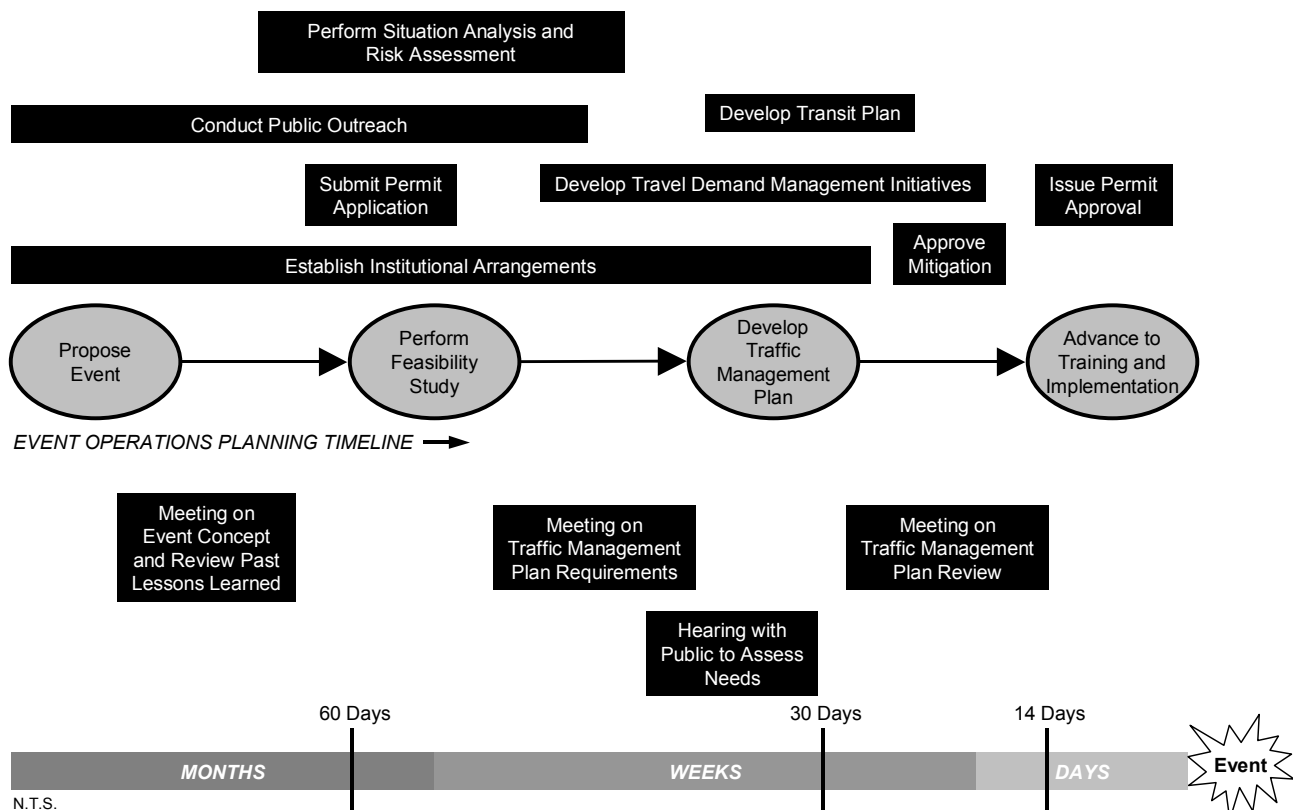 Perform Situation Analysis and
Risk Assessment
Conduct Public Outreach
Develop Transit Plan
Submit Permit
Application
Develop Travel Demand Management Initiatives
Issue Permit
Approval
Establish Institutional Arrangements
Approve
Mitigation
Propose
Event
Perform
Feasibility
Study
Develop
Traffic
Management
Plan
Advance to
Training and
Implementation
EVENT OPERATIONS PLANNING TIMELINE
Meeting on
Event Concept
and Review Past
Lessons Learned
Meeting on
Traffic Management
Plan Requirements
Meeting on
Traffic Management
Plan Review
Hearing with
Public to Assess
Needs
60 Days
30 Days
14 Days
MONTHS
WEEKS
DAYS
Event
N.T.S.